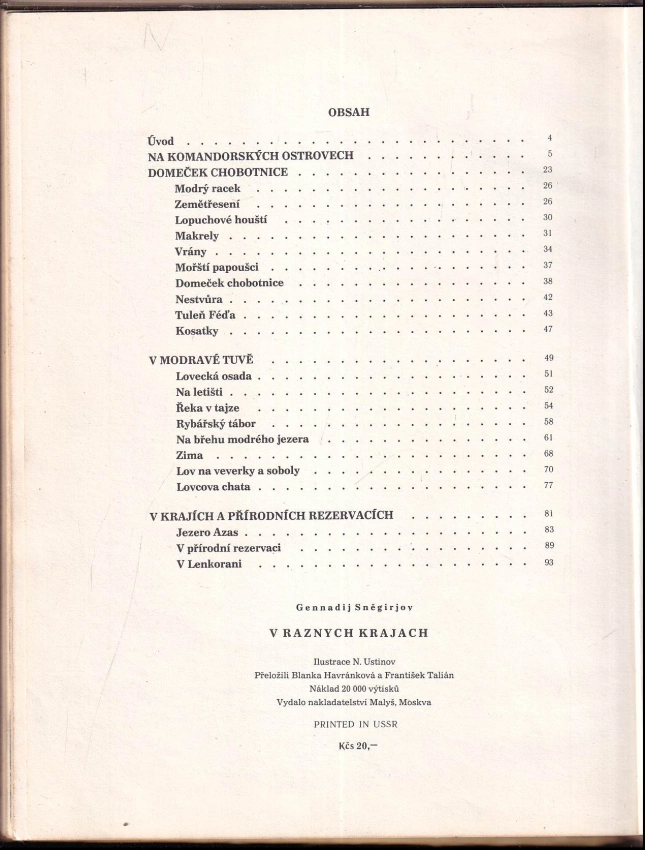 OBSAH
Úvod . . . . . . . . . . . . . . . . . . . . . . . . . 4
NA KOMANDORSKÝCH OSTROVECH . . . . . . . . . . . . 5
DOMEČEK CHOBOTNICE . . . . . . . . . . . . . . . . . 23
Modrý racek . . . . . . . . . . . . . . . . . . . . 26
Zemětřesení . . . . . . . . . . . . . . . . . . . . 26
Lopuchové houští . . . . . . . . . . . . . . . . . . 30
Makrely . . . . . . . . . . . . . . . . . . . . . . 31
Vrány . . . . . . . . . . . . . . . . . . . . . . . 34
Mořští papoušci . . . . . . . . . . . . . . . . . . . 37
Domeček chobotnice . . . . . . . . . . . . . . . . . 38
Nestvůra . . . . . . . . . . . . . . . . . . . . . . 42
Tuleň Féďa . . . . . . . . . . . . . . . . . . . . . 43
Kosatky . . . . . . . . . . . . . . . . . . . . . . 47
V MODRAVÉ TUVĚ . . . . . . . . . . . . . . . . . . . 49
Lovecká osada . . . . . . . . . . . . . . . . . . . . 51
Na letišti . . . . . . . . . . . . . . . . . . . . . . 52
Řeka v tajze . . . . . . . . . . . . . . . . . . . . 54
Rybářský tábor . . . . . . . . . . . . . . . . . . . 58
Na břehu modrého jezera . . . . . . . . . . . . . . . 61
Zima . . . . . . . . . . . . . . . . . . . . . . . 68
Lov na veverky a soboly . . . . . . . . . . . . . . . . 70
Lovcova chata . . . . . . . . . . . . . . . . . . . . 77
V KRAJÍCH A PŘÍRODNÍCH REZERVACÍCH . . . . . . . . . 81
Jezero Azas . . . . . . . . . . . . . . . . . . . . . 83
V přírodní rezervaci . . . . . . . . . . . . . . . . . 89
V Lenkorani . . . . . . . . . . . . . . . . . . . . 93
Gennadij Sněgirjov
V RAZNYCH KRAJACH
Ilustrace N. Ustinov
Přeložili Blanka Havránková a František Talián
Náklad 20 000 výtisků
Vydalo nakladatelství Malyš, Moskva
PRINTED IN USSR
Kčs 20,—